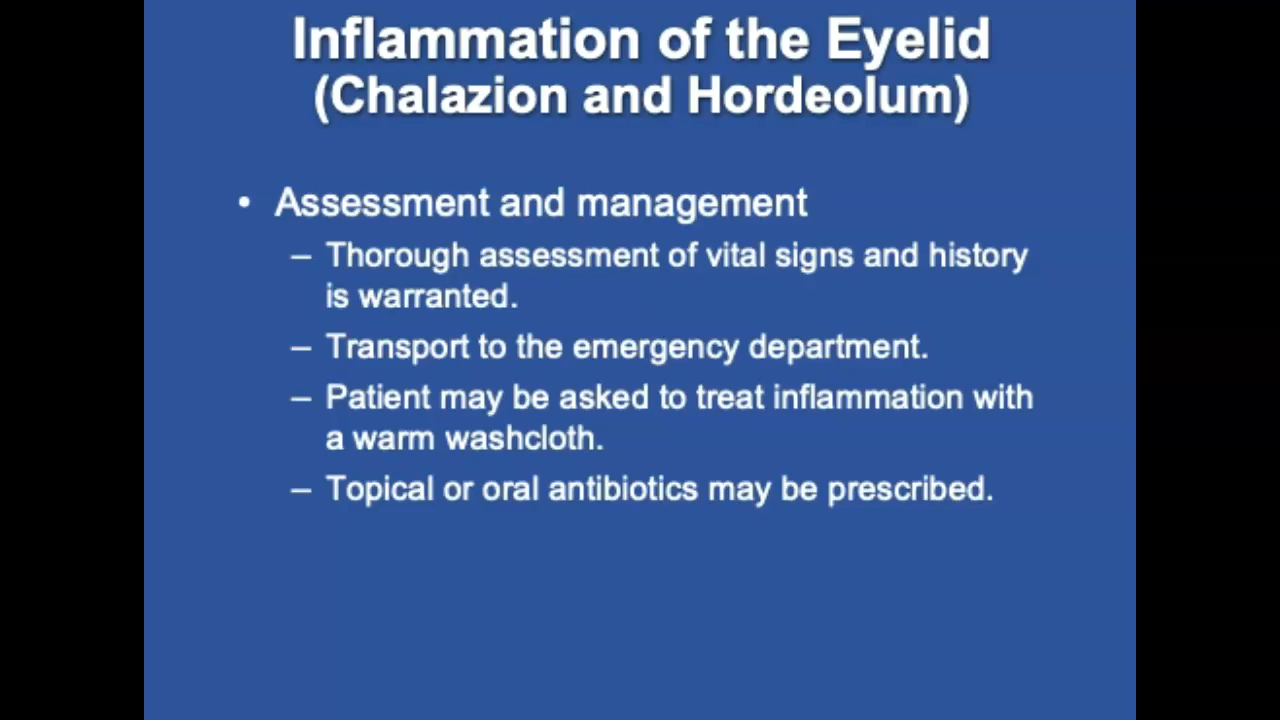 Inflammation of the Eyelid
(Chalazion and Hordeolum)
• Assessment and management
– Thorough assessment of vital signs and history
is warranted.
– Transport to the emergency department.
– Patient may be asked to treat inflammation with
a warm washcloth.
– Topical or oral antibiotics may be prescribed.